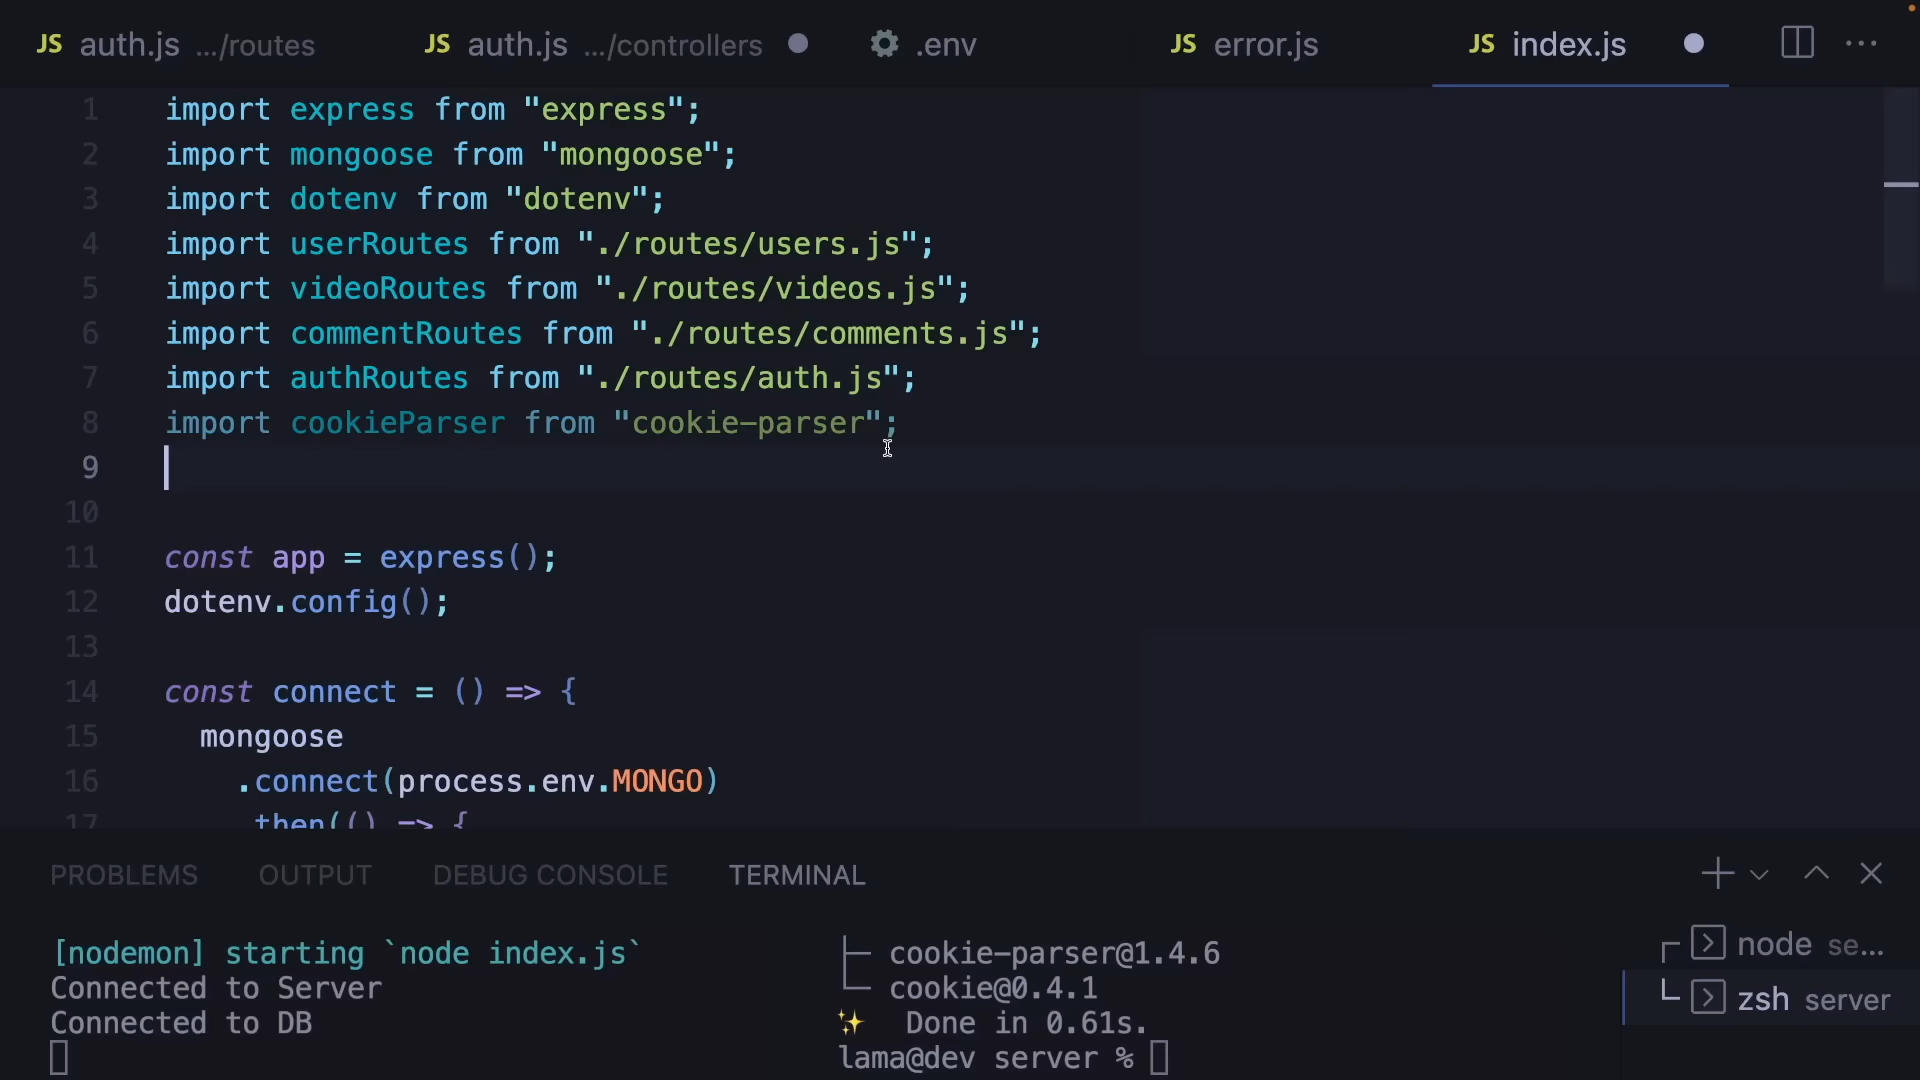 JS auth.js .../routes JS auth.js .../controllers .env JS error.js JS index.js ...
1 import express from "express";
2 import mongoose from "mongoose";
3 import dotenv from "dotenv";
4 import userRoutes from "./routes/users.js";
5 import videoRoutes from "./routes/videos.js";
6 import commentRoutes from "./routes/comments.js";
7 import authRoutes from "./routes/auth.js";
8 import cookieParser from "cookie-parser";
9
10
11 const app = express();
12 dotenv.config();
13
14 const connect = () => {
15 mongoose
16 .connect(process.env.MONGO)
17 .then(() => {
PROBLEMS OUTPUT DEBUG CONSOLE TERMINAL
[nodemon] starting `node index.js`
Connected to Server
Connected to DB
├─ cookie-parser@1.4.6
└─ cookie@0.4.1
✨ Done in 0.61s.
lama@dev server %
node se...
zsh server